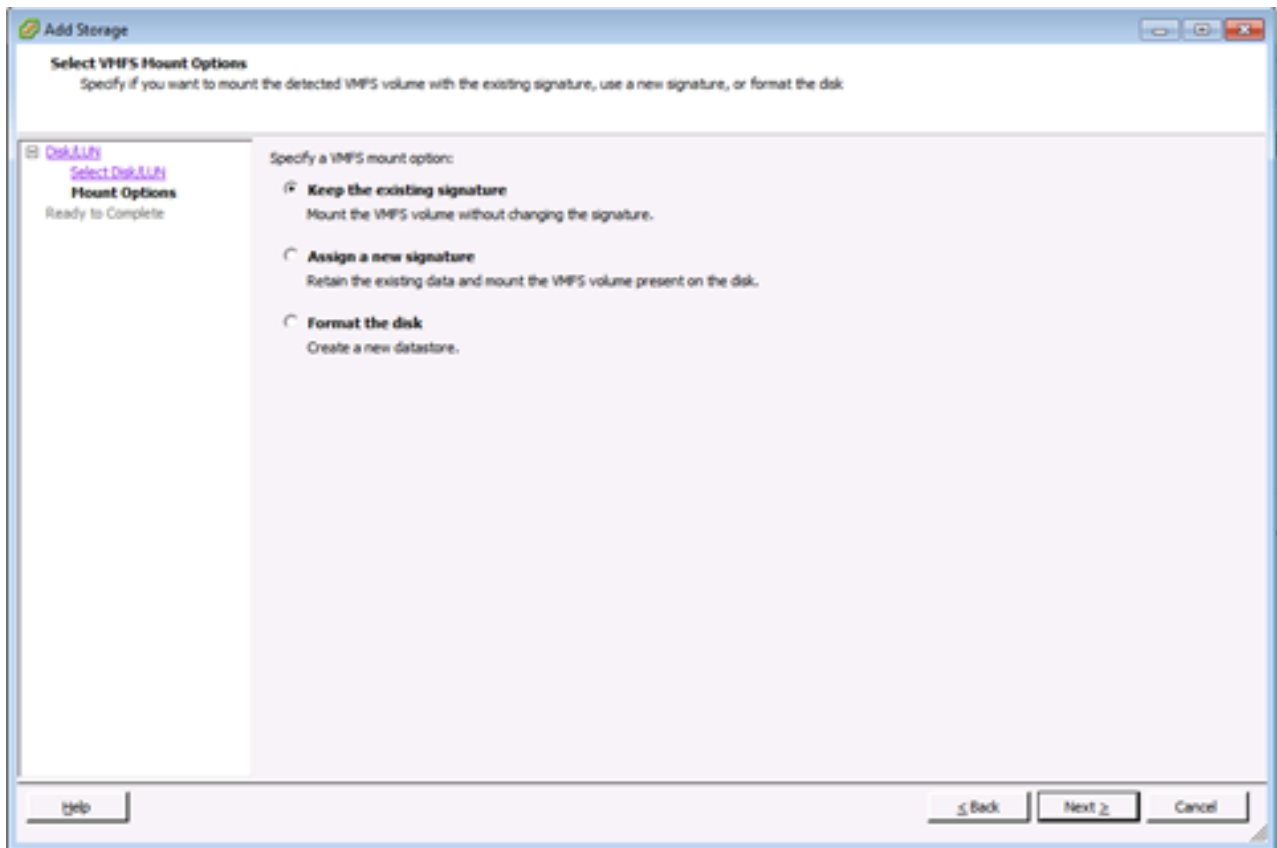 Add Storage
Select VMFS Mount Options
Specify if you want to mount the detected VMFS volume with the existing signature, use a new signature, or format the disk
Disk/LUN
Select Disk/LUN
Mount Options
Ready to Complete
Specify a VMFS mount option:
Keep the existing signature
Mount the VMFS volume without changing the signature.
Assign a new signature
Retain the existing data and mount the VMFS volume present on the disk.
Format the disk
Create a new datastore.
Help
< Back
Next >
Cancel